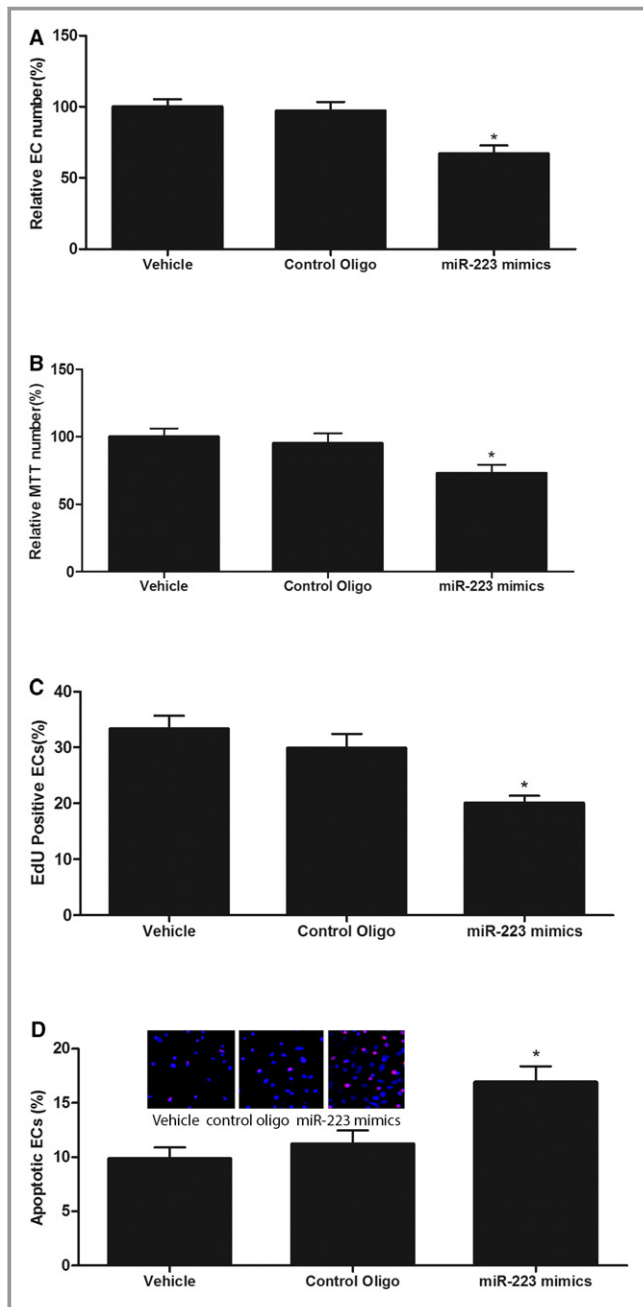 A
Relative EC number(%)
150
100
50
0
*
Vehicle Control Oligo miR-223 mimics
B
Relative MTT number(%)
150
100
50
0
*
Vehicle Control Oligo miR-223 mimics
C
EdU Positive ECs(%)
40
30
20
10
0
*
Vehicle Control Oligo miR-223 mimics
D
Apoptotic ECs (%)
20
15
10
5
0
Vehicle control oligo miR-223 mimics
*
Vehicle Control Oligo miR-223 mimics